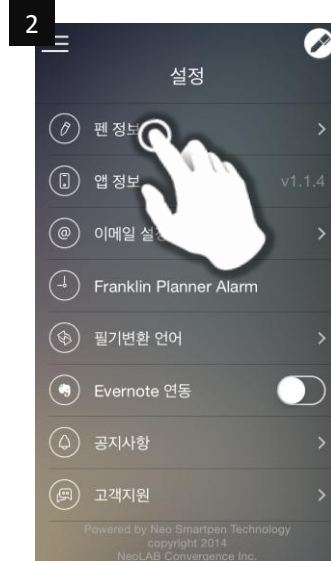 2
설정
펜 정보
앱 정보 v1.1.4
@ 이메일 설
Franklin Planner Alarm
필기변환 언어
Evernote 연동
공지사항
고객지원
Powered by Neo Smartpen Technology
copyright 2014
NeoLAB Convergence Inc.